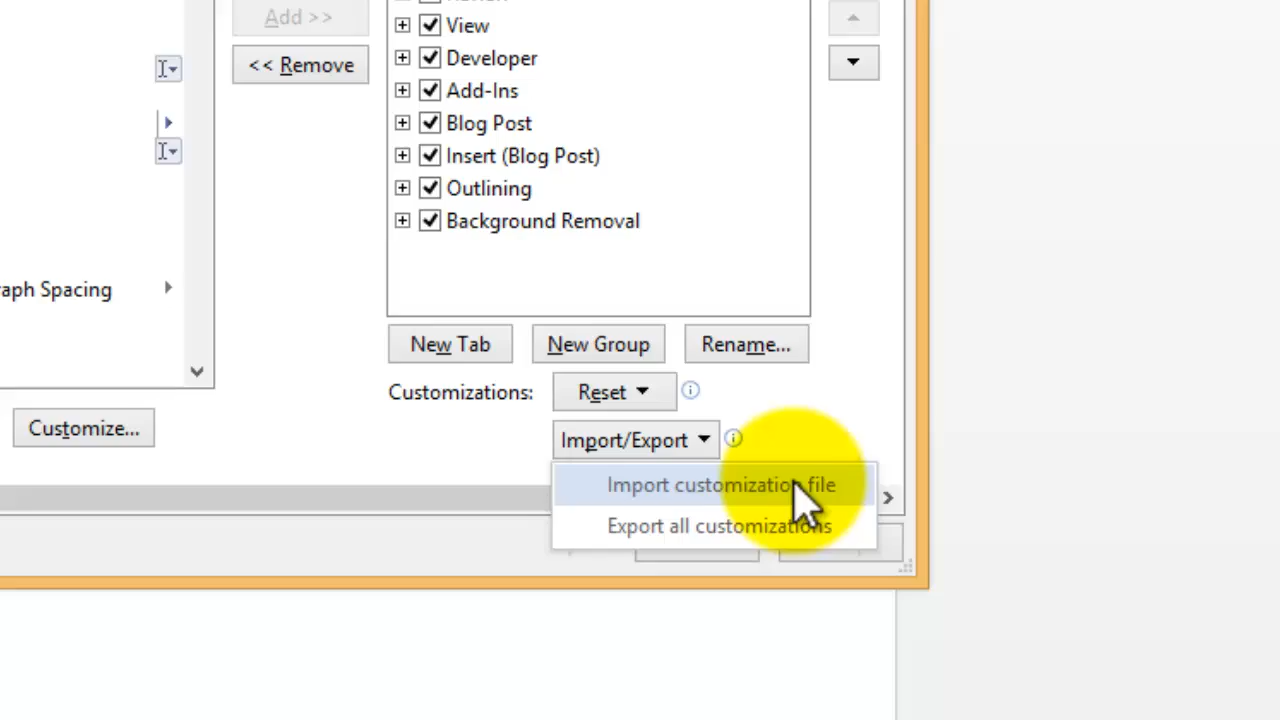 Add >>
View
<< Remove
Developer
Add-Ins
Blog Post
Insert (Blog Post)
Outlining
Background Removal
aph Spacing
New Tab New Group Rename...
Customizations: Reset
Customize...
Import/Export
Import customization file
Export all customizations